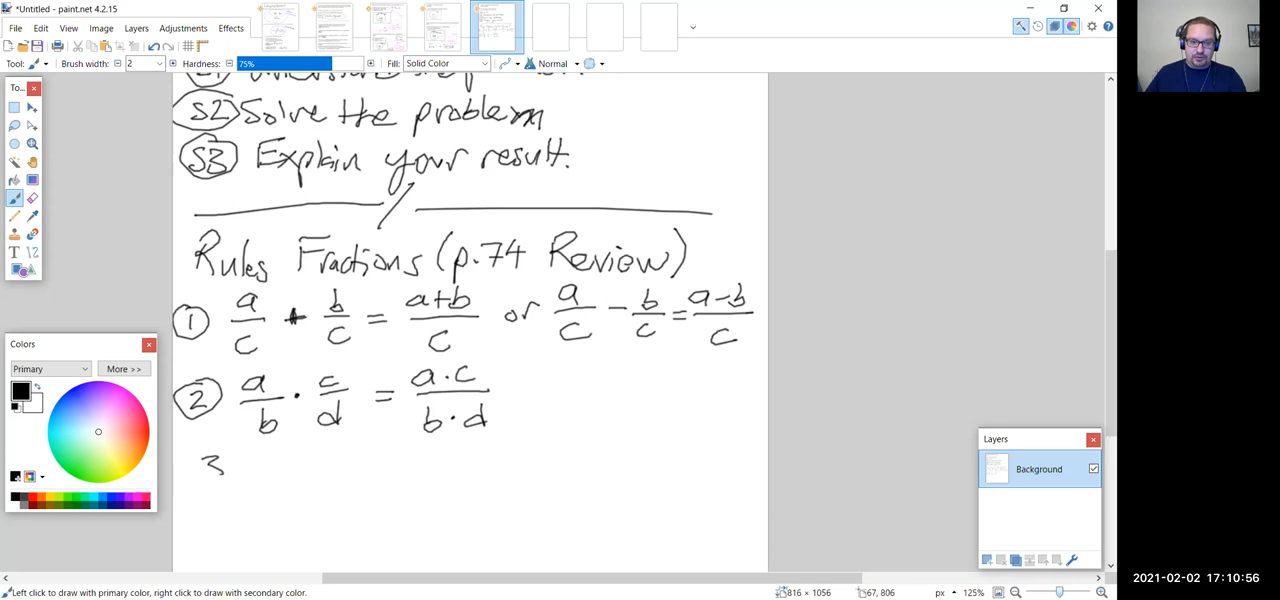 *Untitled - paint.net 4.2.15
File Edit View Image Layers Adjustments Effects
Tool: Brush width: 2 Hardness: 75% Fill: Solid Color Normal
To...
S2 Solve the problem
S3 Explain your result.
Rules Fractions (p.74 Review)
① a/c + b/c = a+b/c or a/c - b/c = a-b/c
② a/b · c/d = a·c/b·d
3
Colors
Primary More >>
Layers
Background
Left click to draw with primary color, right click to draw with secondary color.
816 x 1056 67, 806 px 125%
2021-02-02 17:10:56